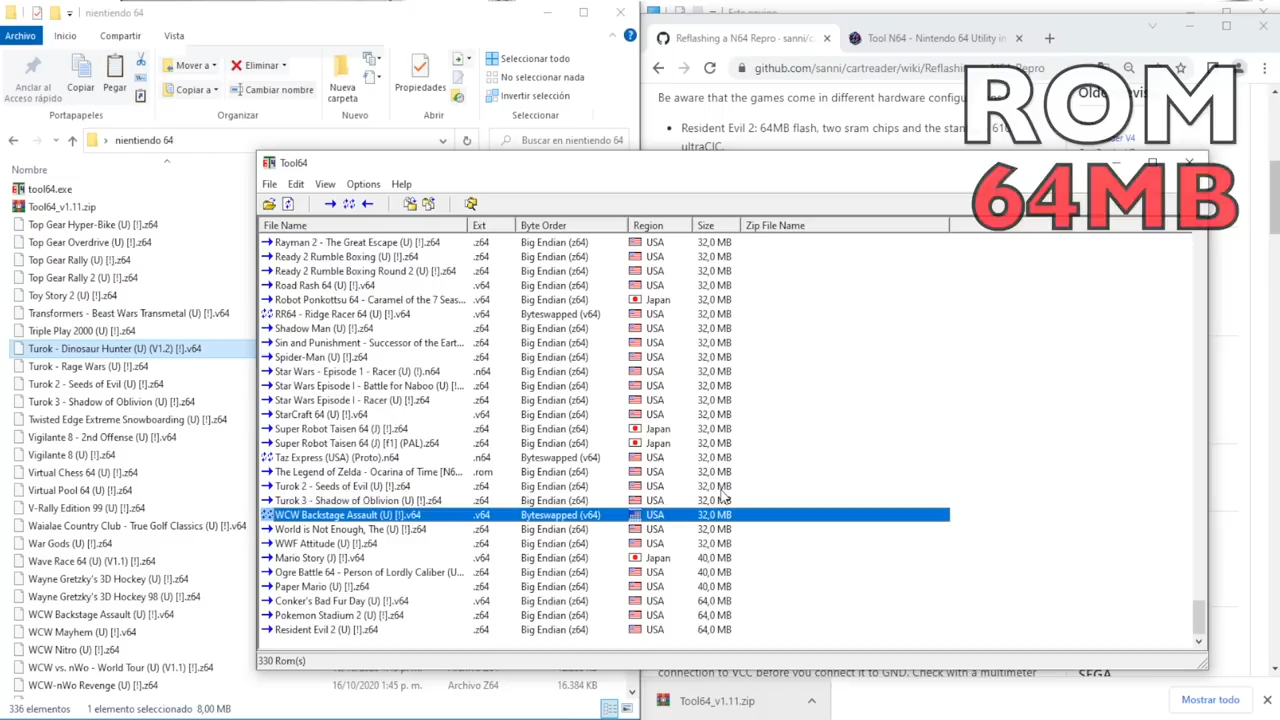 nientiendo 64
Archivo Inicio Compartir Vista
Anclar al Acceso rápido
Copiar
Pegar
Portapapeles
Mover a
Copiar a
Eliminar
Cambiar nombre
Organizar
Nueva carpeta
Nuevo
Propiedades
Abrir
Seleccionar todo
No seleccionar nada
Invertir selección
Seleccionar
nientiendo 64
Buscar en nientiendo 64
Nombre
tool64.exe
Tool64_v1.11.zip
Top Gear Hyper-Bike (U) [!].z64
Top Gear Overdrive (U) [!].z64
Top Gear Rally (U) [!].z64
Top Gear Rally 2 (U) [!].z64
Toy Story 2 (U) [!].z64
Transformers - Beast Wars Transmetal (U) [!].v64
Triple Play 2000 (U) [!].z64
Turok - Dinosaur Hunter (U) (V1.2) [!].v64
Turok - Rage Wars (U) [!].z64
Turok 2 - Seeds of Evil (U) [!].z64
Turok 3 - Shadow of Oblivion (U) [!].z64
Twisted Edge Extreme Snowboarding (U) [!].z64
Vigilante 8 - 2nd Offense (U) [!].v64
Vigilante 8 (U) [!].z64
Virtual Chess 64 (U) [!].z64
Virtual Pool 64 (U) [!].z64
V-Rally Edition 99 (U) [!].z64
Waialae Country Club - True Golf Classics (U) [!].z64
War Gods (U) [!].z64
Wave Race 64 (U) (V1.1) [!].z64
Wayne Gretzky's 3D Hockey (U) [!].z64
Wayne Gretzky's 3D Hockey 98 (U) [!].z64
WCW Backstage Assault (U) [!].v64
WCW Mayhem (U) [!].v64
WCW Nitro (U) [!].z64
WCW vs. nWo - World Tour (U) (V1.1) [!].z64
WCW-nWo Revenge (U) [!].z64
16/10/2020 1:45 p. m. Archivo Z64 16.384 KB
336 elementos 1 elemento seleccionado 8,00 MB
Reflashing a N64 Repro · sanni/c
Tool N64 - Nintendo 64 Utility in
github.com/sanni/cartreader/wiki/Reflashing
Repro
Be aware that the games come in different hardware configu
Resident Evil 2: 64MB flash, two sram chips and the
ultraCIC.
ROM
64MB
Tool64
File Edit View Options Help
File Name Ext Byte Order Region Size Zip File Name
Rayman 2 - The Great Escape (U) [!].z64 .z64 Big Endian (z64) USA 32,0 MB
Ready 2 Rumble Boxing (U) [!].z64 .z64 Big Endian (z64) USA 32,0 MB
Ready 2 Rumble Boxing Round 2 (U) [!].z64 .z64 Big Endian (z64) USA 32,0 MB
Road Rash 64 (U) [!].v64 .v64 Big Endian (z64) USA 32,0 MB
Robot Ponkottsu 64 - Caramel of the 7 Seas... .v64 Big Endian (z64) Japan 32,0 MB
RR64 - Ridge Racer 64 (U) [!].v64 .v64 Byteswapped (v64) USA 32,0 MB
Shadow Man (U) [!].z64 .z64 Big Endian (z64) USA 32,0 MB
Sin and Punishment - Successor of the Eart... .v64 Big Endian (z64) USA 32,0 MB
Spider-Man (U) [!].z64 .z64 Big Endian (z64) USA 32,0 MB
Star Wars - Episode 1 - Racer (U) !).n64 .n64 Big Endian (z64) USA 32,0 MB
Star Wars Episode I - Battle for Naboo (U) [!... .z64 Big Endian (z64) USA 32,0 MB
Star Wars Episode I - Racer (U) [!].z64 .z64 Big Endian (z64) USA 32,0 MB
StarCraft 64 (U) [!].v64 .v64 Big Endian (z64) USA 32,0 MB
Super Robot Taisen 64 (J) [!].z64 .z64 Big Endian (z64) Japan 32,0 MB
Super Robot Taisen 64 (J) [f1] (PAL).z64 .z64 Big Endian (z64) Japan 32,0 MB
Taz Express (USA) (Proto).n64 .n64 Byteswapped (v64) USA 32,0 MB
The Legend of Zelda - Ocarina of Time [N6... .rom Big Endian (z64) USA 32,0 MB
Turok 2 - Seeds of Evil (U) [!].z64 .z64 Big Endian (z64) USA 32,0 MB
Turok 3 - Shadow of Oblivion (U) [!].z64 .z64 Big Endian (z64) USA 32,0 MB
WCW Backstage Assault (U) [!].v64 .v64 Byteswapped (v64) USA 32,0 MB
World is Not Enough, The (U) [!].z64 .z64 Big Endian (z64) USA 32,0 MB
WWF Attitude (U) [!].z64 .z64 Big Endian (z64) USA 32,0 MB
Mario Story (J) [!].v64 .v64 Big Endian (z64) Japan 40,0 MB
Ogre Battle 64 - Person of Lordly Caliber (U... .z64 Big Endian (z64) USA 40,0 MB
Paper Mario (U) [!].z64 .z64 Big Endian (z64) USA 40,0 MB
Conker's Bad Fur Day (U) [!].v64 .z64 Big Endian (z64) USA 64,0 MB
Pokemon Stadium 2 (U) [!].z64 .z64 Big Endian (z64) USA 64,0 MB
Resident Evil 2 (U) [!].z64 .z64 Big Endian (z64) USA 64,0 MB
330 Rom(s)
connection to VCC before you connect it to GND. Check with a multimeter
SEGA
Tool64_v1.11.zip
Mostrar todo